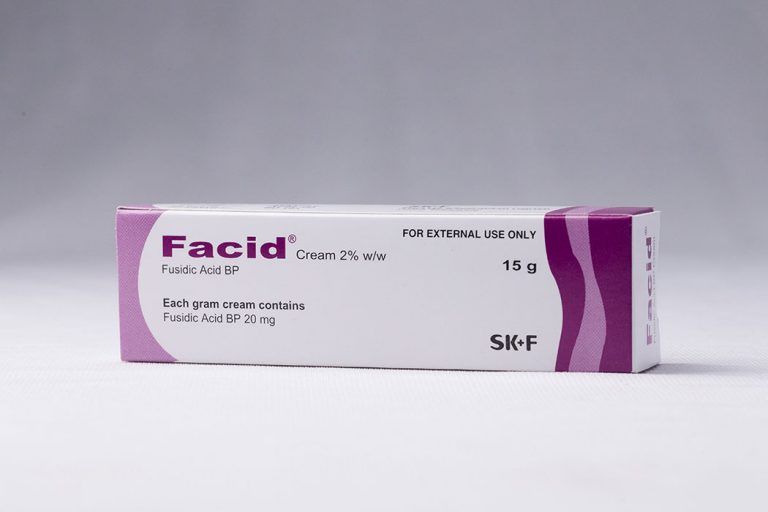 Facid® Cream 2% w/w
Fusidic Acid BP
FOR EXTERNAL USE ONLY
15 g
Each gram cream contains
Fusidic Acid BP 20 mg
SK+F
Facid®